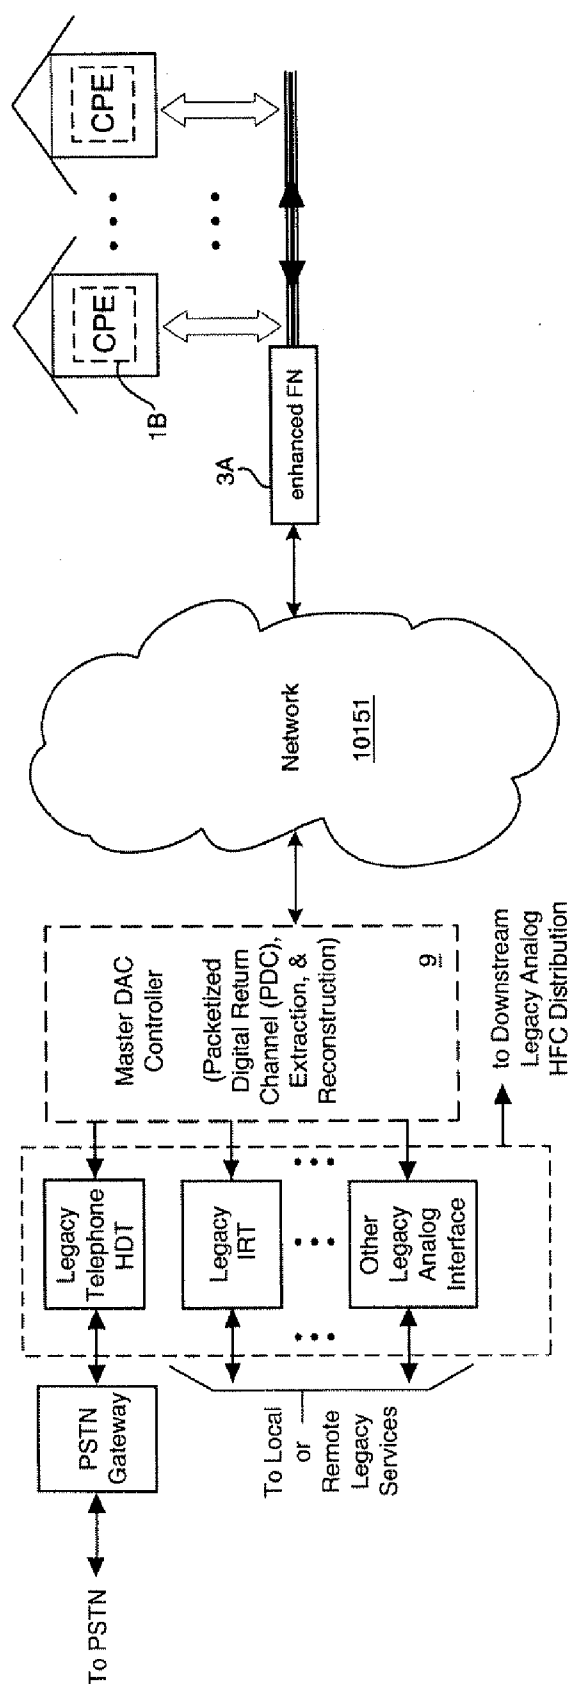 To PSTN
PSTN
Gateway
Legacy
Telephone
HDT
Legacy
IRT
Other
Legacy
Analog
Interface
To Local
or
Remote
Legacy
Services
Master DAC
Controller
(Packetized
Digital Return
Channel (PDC),
Extraction, &
Reconstruction)
9
to Downstream
Legacy Analog
HFC Distribution
Network
10151
3A
enhanced FN
1B
CPE
CPE